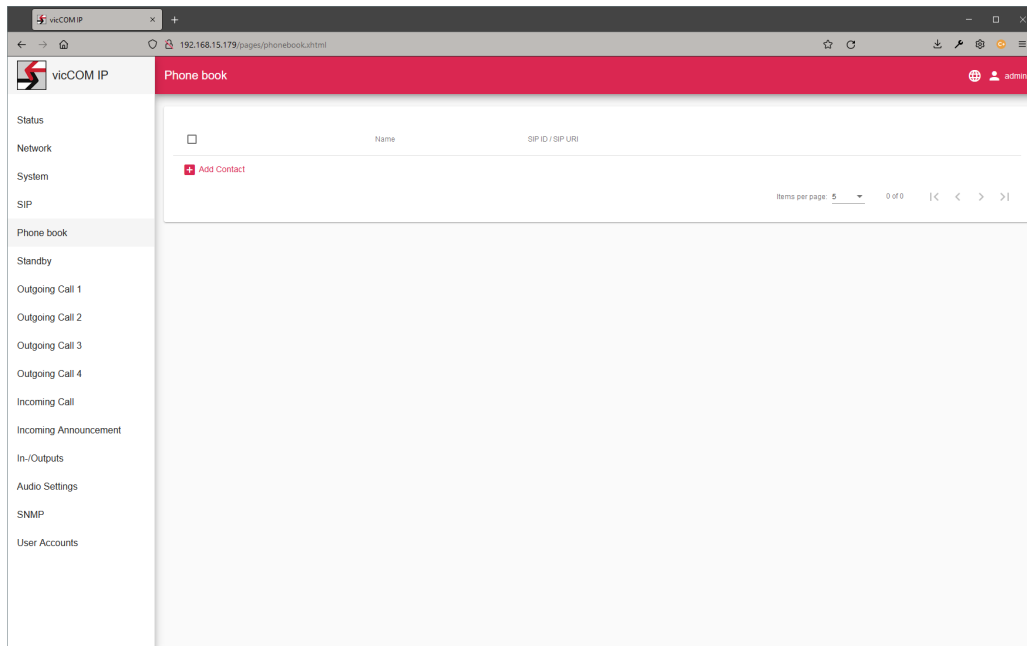 vicCOM IP
192.168.15.179/pages/phonebook.xhtml
vicCOM IP
Phone book
admin
Status
Network
System
SIP
Phone book
Standby
Outgoing Call 1
Outgoing Call 2
Outgoing Call 3
Outgoing Call 4
Incoming Call
Incoming Announcement
In-/Outputs
Audio Settings
SNMP
User Accounts
Name SIP ID / SIP URI
Add Contact
Items per page: 5 0 of 0